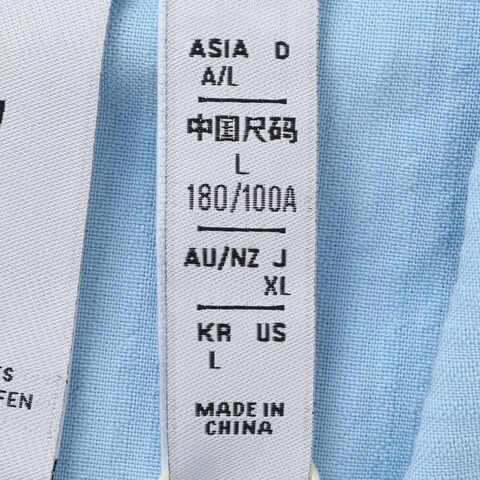 ASIA D
A/L
中国尺码
L
180/100A
AU/NZ J
XL
KR US
L
MADE IN
CHINA
FEN